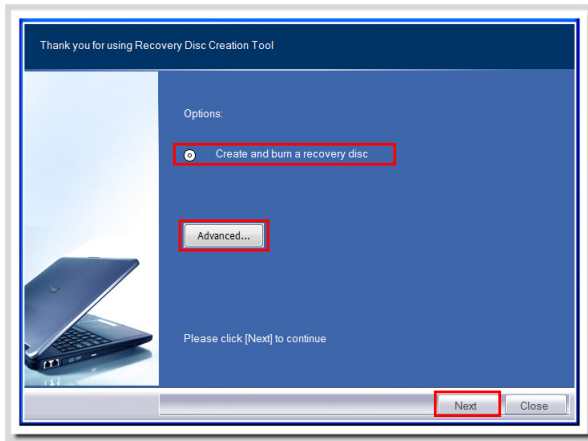 Thank you for using Recovery Disc Creation Tool
Options:
Create and burn a recovery disc
Advanced...
Please click [Next] to continue
Next
Close